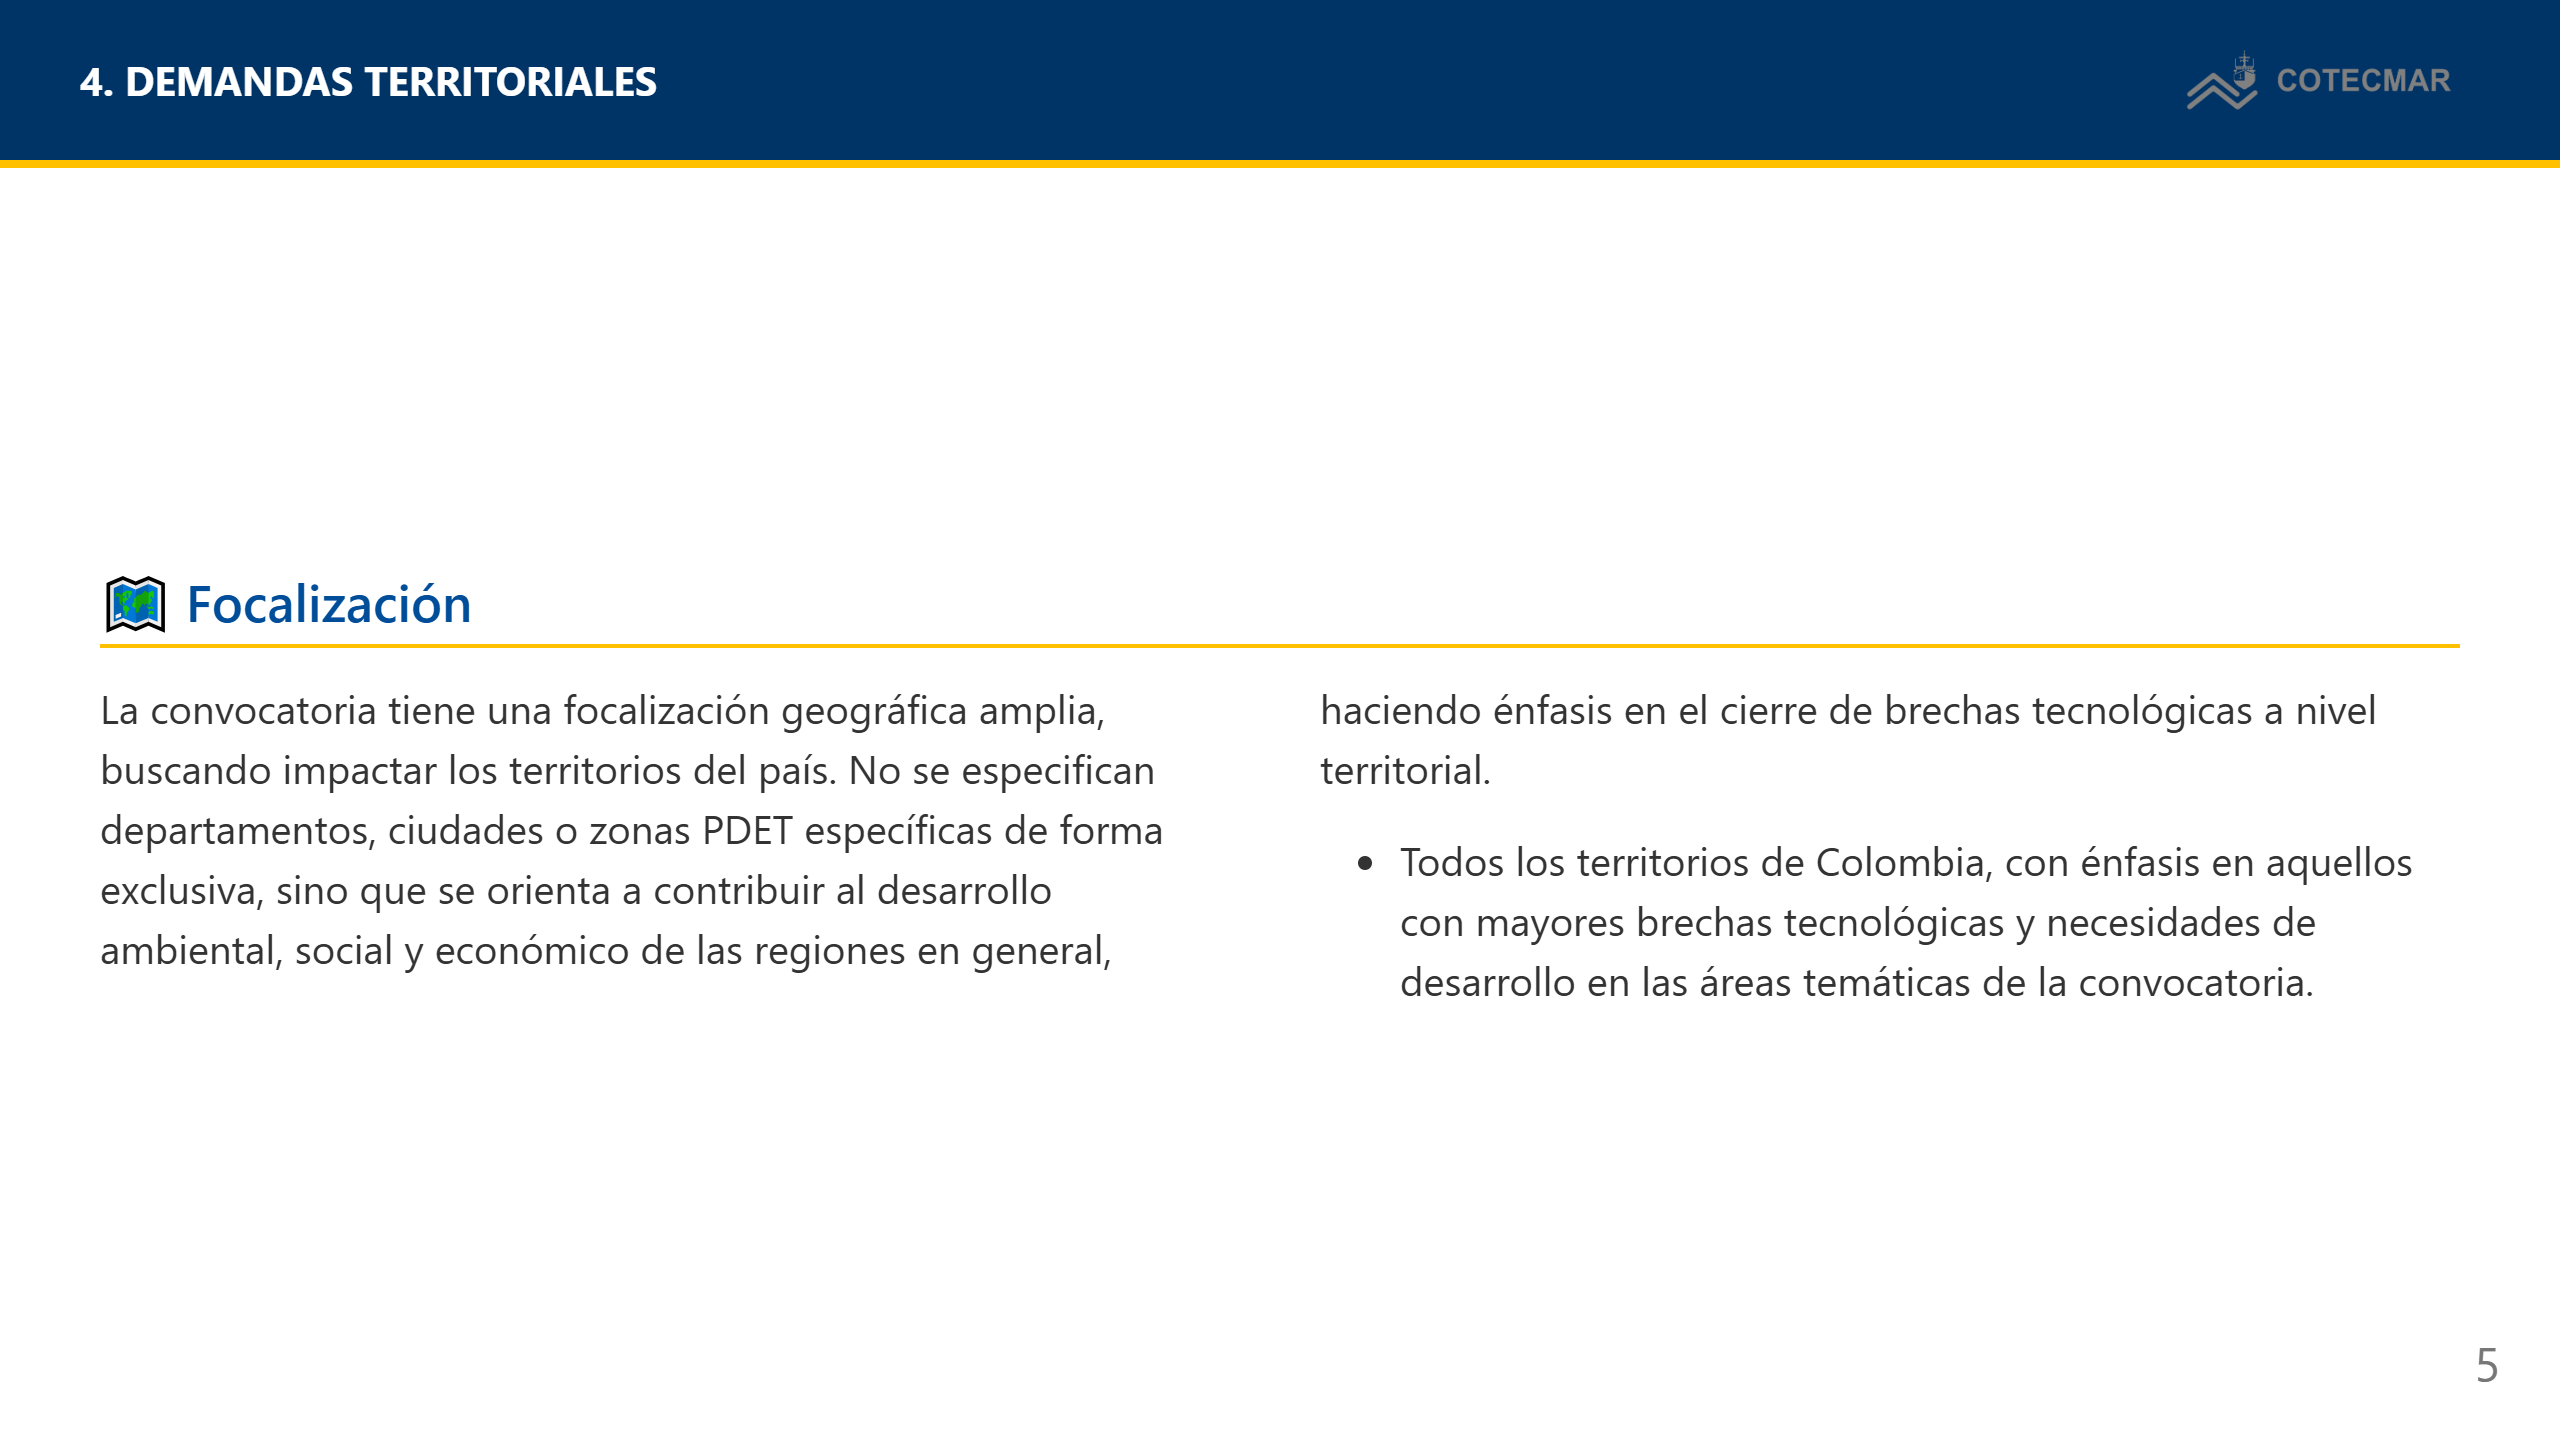 4. DEMANDAS TERRITORIALES
COTECMAR
Focalización
La convocatoria tiene una focalización geográfica amplia,
buscando impactar los territorios del país. No se especifican
departamentos, ciudades o zonas PDET específicas de forma
exclusiva, sino que se orienta a contribuir al desarrollo
ambiental, social y económico de las regiones en general,
haciendo énfasis en el cierre de brechas tecnológicas a nivel
territorial.
• Todos los territorios de Colombia, con énfasis en aquellos
con mayores brechas tecnológicas y necesidades de
desarrollo en las áreas temáticas de la convocatoria.
5